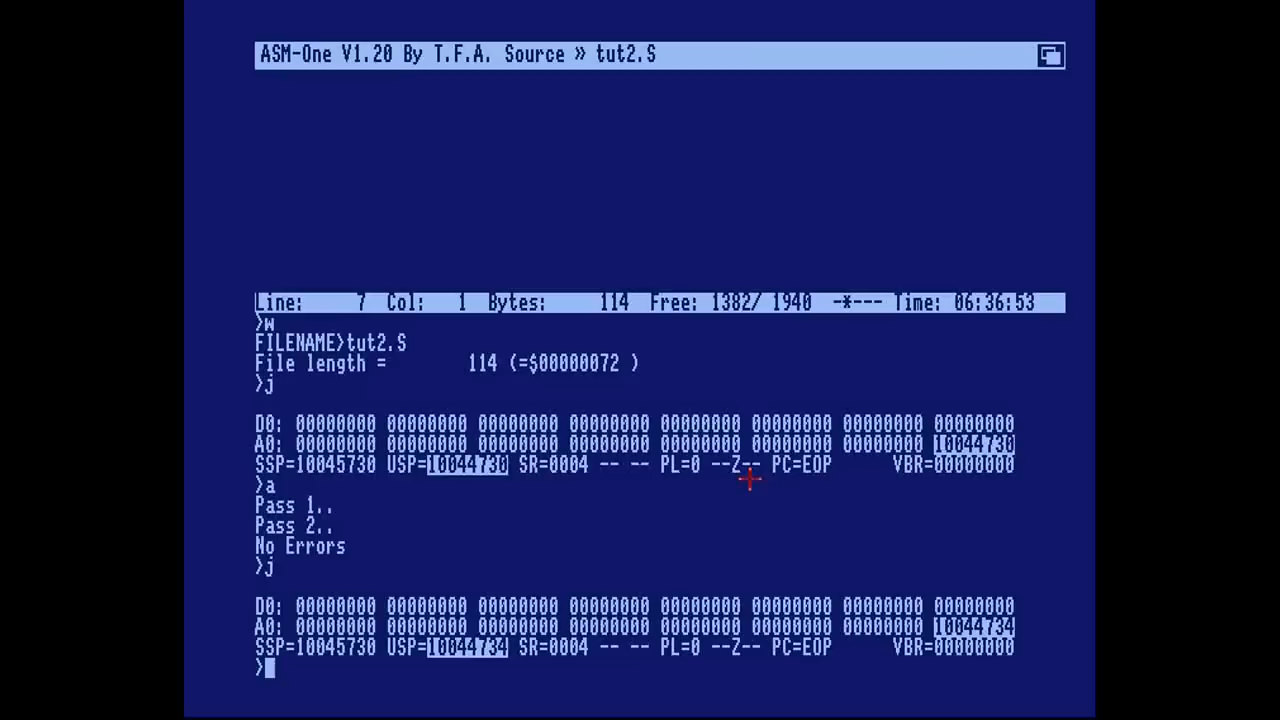 ASM-One V1.20 By T.F.A. Source » tut2.S
Line: 7 Col: 1 Bytes: 114 Free: 1382/ 1940 -*--- Time: 06:36:53
>w
FILENAME>tut2.S
File length = 114 (=$00000072 )
>j
D0: 00000000 00000000 00000000 00000000 00000000 00000000 00000000 00000000
A0: 00000000 00000000 00000000 00000000 00000000 00000000 00000000 10044730
SSP=10045730 USP=10044730 SR=0004 -- -- PL=0 --Z-- PC=EOP VBR=00000000
>a
Pass 1..
Pass 2..
No Errors
>j
D0: 00000000 00000000 00000000 00000000 00000000 00000000 00000000 00000000
A0: 00000000 00000000 00000000 00000000 00000000 00000000 00000000 10044734
SSP=10045730 USP=10044734 SR=0004 -- -- PL=0 --Z-- PC=EOP VBR=00000000
>